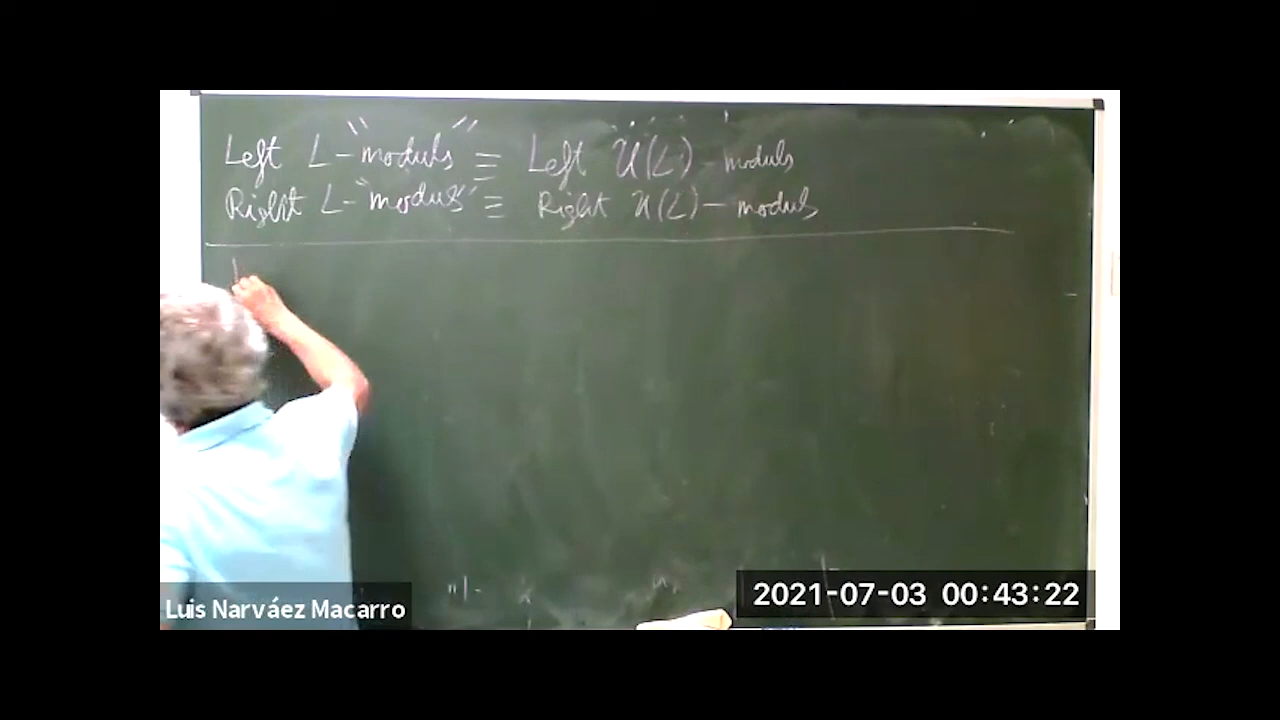 Left L-"moduls" ≡ Left U(L)-moduls
Right L-"moduls" ≡ Right U(L)-moduls
Luis Narváez Macarro
2021-07-03 00:43:22